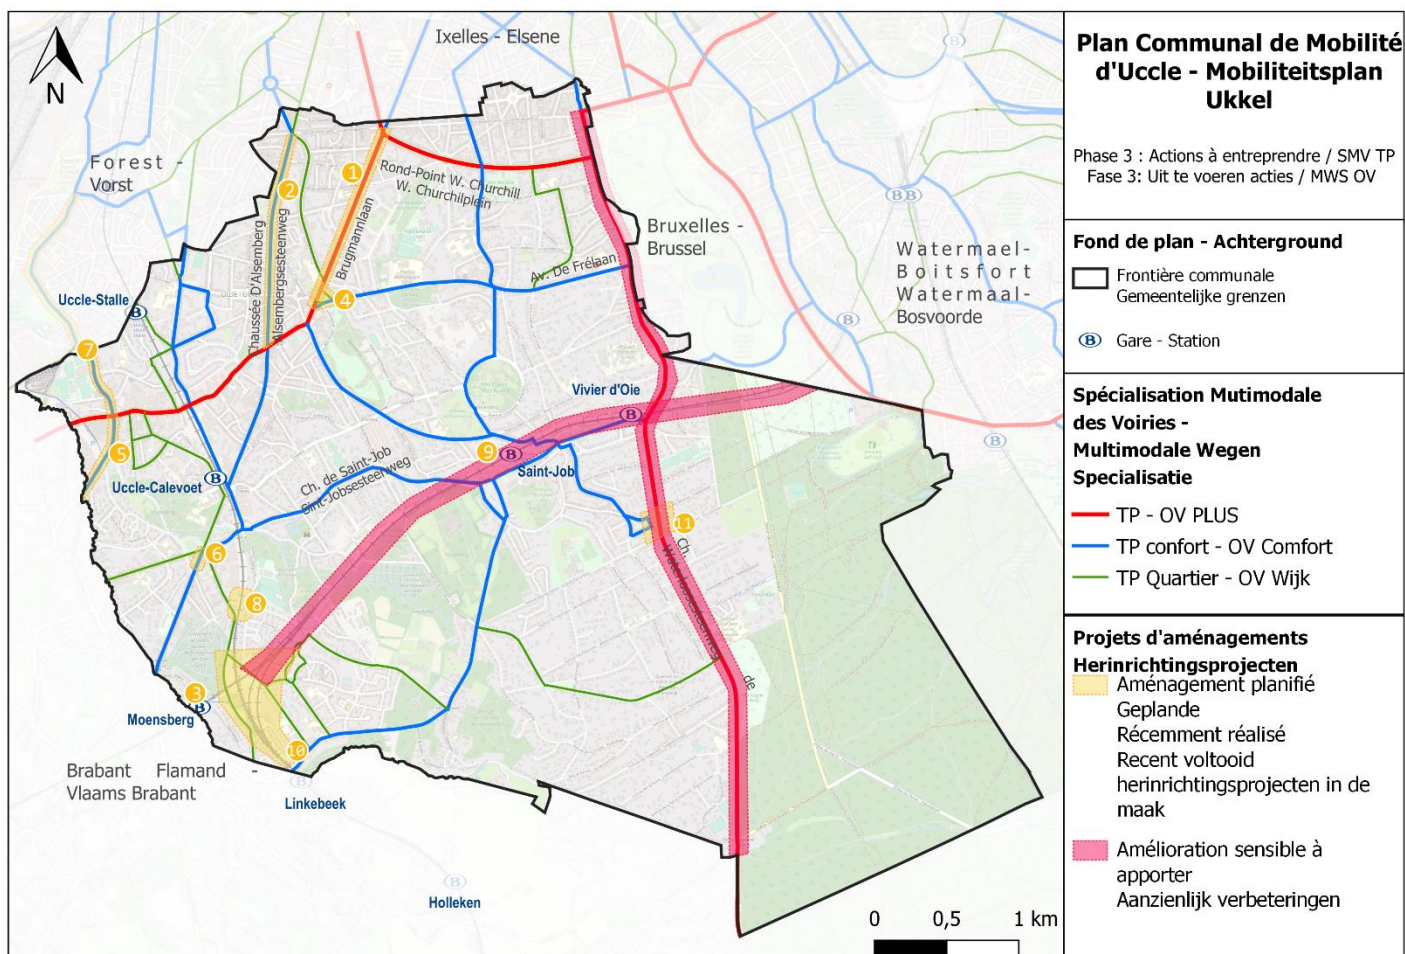 N
Ixelles - Elsene
Forest -
Vorst
1
2
Rond-Point W. Churchill
W. Churchilplein
Brugmannlaan
Chaussée D'Alsemberg
Alsembergsesteenweg
Bruxelles -
Brussel
Watermael-
Boitsfort
Watermaal-
Bosvoorde
Av. De Frélaan
4
Uccle-Stalle
B
7
B B
Vivier d'Oie
B
5
9
B
Saint-Job
Ch. de Saint-Job
Sint-Jobsesteenweg
Uccle-Calevoet
B
11
Ch.
de
Waterloosesteenweg
6
8
3
B
Moensberg
10
Brabant Flamand -
Vlaams Brabant
B
Linkebeek
B
Holleken
0 0,5 1 km
Plan Communal de Mobilité
d'Uccle - Mobiliteitsplan
Ukkel
Phase 3 : Actions à entreprendre / SMV TP
Fase 3: Uit te voeren acties / MWS OV
Fond de plan - Achterground
Frontière communale
Gemeentelijke grenzen
B Gare - Station
Spécialisation Mutimodale
des Voiries -
Multimodale Wegen
Specialisatie
TP - OV PLUS
TP confort - OV Comfort
TP Quartier - OV Wijk
Projets d'aménagements
Herinrichtingsprojecten
Aménagement planifié
Geplande
Récemment réalisé
Recent voltooid
herinrichtingsprojecten in de
maak
Amélioration sensible à
apporter
Aanzienlijk verbeteringen